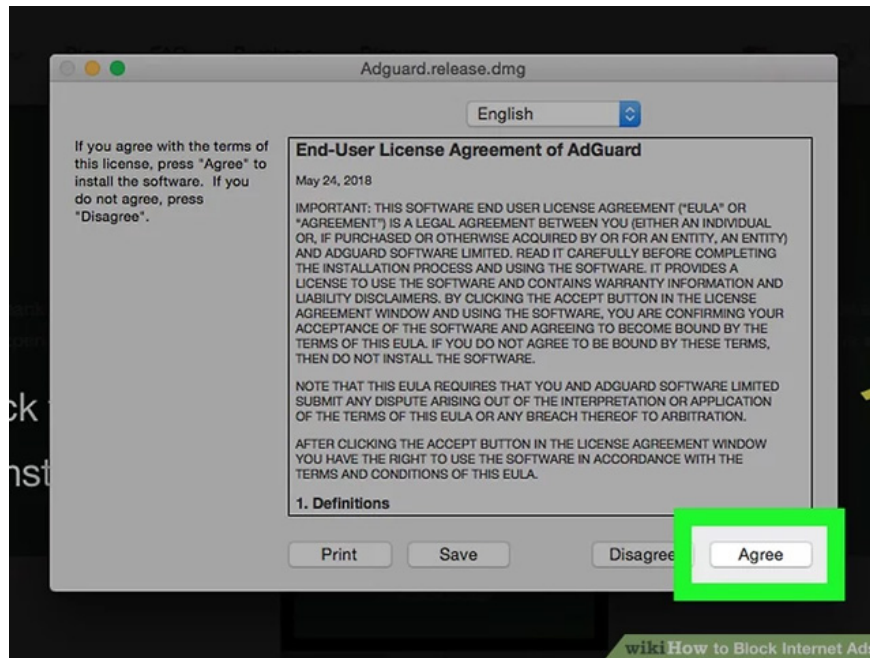 Adguard.release.dmg
English
If you agree with the terms of
this license, press "Agree" to
install the software. If you
do not agree, press
"Disagree".
End-User License Agreement of AdGuard
May 24, 2018
IMPORTANT: THIS SOFTWARE END USER LICENSE AGREEMENT ("EULA" OR
"AGREEMENT") IS A LEGAL AGREEMENT BETWEEN YOU (EITHER AN INDIVIDUAL
OR, IF PURCHASED OR OTHERWISE ACQUIRED BY OR FOR AN ENTITY, AN ENTITY)
AND ADGUARD SOFTWARE LIMITED. READ IT CAREFULLY BEFORE COMPLETING
THE INSTALLATION PROCESS AND USING THE SOFTWARE. IT PROVIDES A
LICENSE TO USE THE SOFTWARE AND CONTAINS WARRANTY INFORMATION AND
LIABILITY DISCLAIMERS. BY CLICKING THE ACCEPT BUTTON IN THE LICENSE
AGREEMENT WINDOW AND USING THE SOFTWARE, YOU ARE CONFIRMING YOUR
ACCEPTANCE OF THE SOFTWARE AND AGREEING TO BECOME BOUND BY THE
TERMS OF THIS EULA. IF YOU DO NOT AGREE TO BE BOUND BY THESE TERMS,
THEN DO NOT INSTALL THE SOFTWARE.
NOTE THAT THIS EULA REQUIRES THAT YOU AND ADGUARD SOFTWARE LIMITED
SUBMIT ANY DISPUTE ARISING OUT OF THE INTERPRETATION OR APPLICATION
OF THE TERMS OF THIS EULA OR ANY BREACH THEREOF TO ARBITRATION.
AFTER CLICKING THE ACCEPT BUTTON IN THE LICENSE AGREEMENT WINDOW
YOU HAVE THE RIGHT TO USE THE SOFTWARE IN ACCORDANCE WITH THE
TERMS AND CONDITIONS OF THIS EULA.
1. Definitions
Print Save Disagree Agree
wikiHow to Block Internet Ads